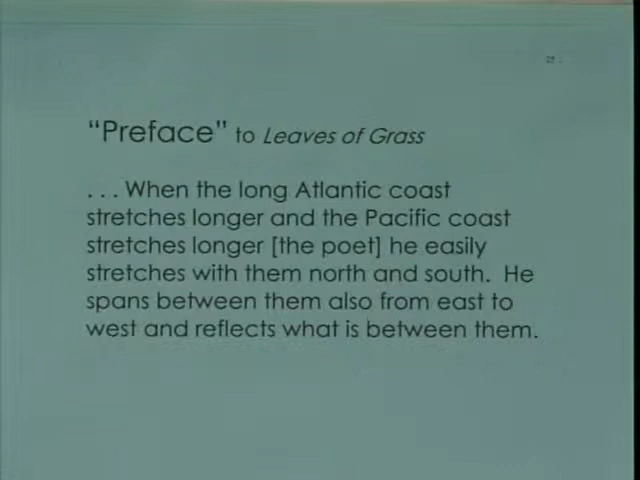 “Preface” to Leaves of Grass
. . . When the long Atlantic coast
stretches longer and the Pacific coast
stretches longer [the poet] he easily
stretches with them north and south.  He
spans between them also from east to
west and reflects what is between them.